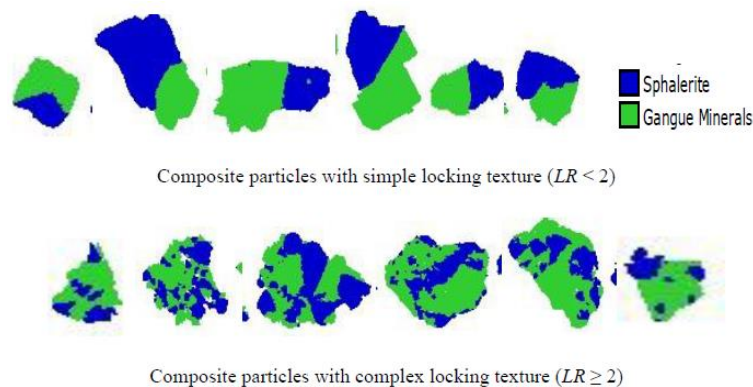 Sphalerite
Gangue Minerals
Composite particles with simple locking texture (LR < 2)
Composite particles with complex locking texture (LR ≥ 2)